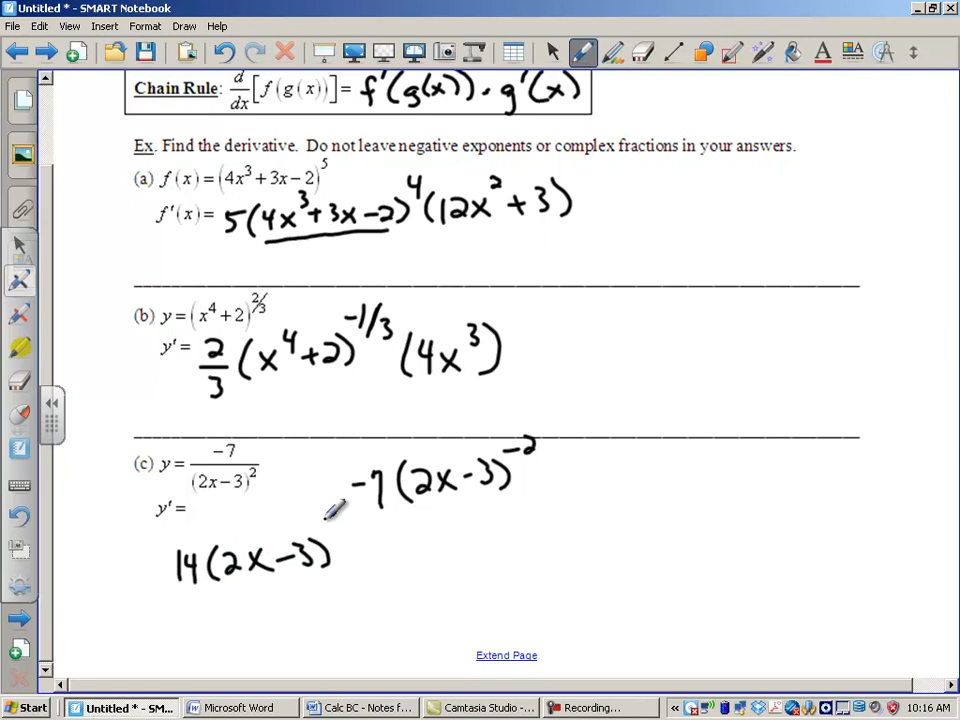 Untitled * - SMART Notebook
File Edit View Insert Format Draw Help
Chain Rule: d/dx [f(g(x))] = f'(g(x)) · g'(x)
Ex. Find the derivative. Do not leave negative exponents or complex fractions in your answers.
(a) f(x) = (4x³ + 3x − 2)⁵
f'(x) = 5(4x³+3x−2)⁴(12x²+3)
(b) y = (x⁴ + 2)^(2/3)
y' = 2/3 (x⁴+2)^(−1/3) (4x³)
(c) y = −7/(2x−3)²
−7(2x−3)⁻²
y' =
14(2x−3)
Extend Page
Start Untitled * - SM... Microsoft Word Calc BC - Notes f... Camtasia Studio -... Recording... « 10:16 AM